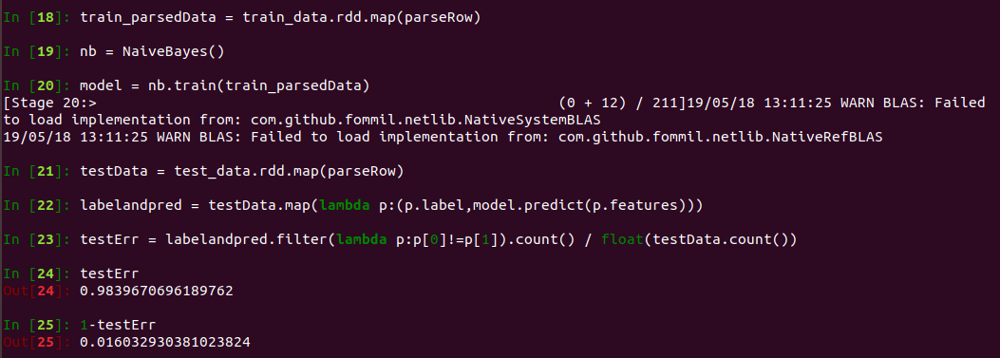 In [18]: train_parsedData = train_data.rdd.map(parseRow)
In [19]: nb = NaiveBayes()
In [20]: model = nb.train(train_parsedData)
[Stage 20:>                                                        (0 + 12) / 211]19/05/18 13:11:25 WARN BLAS: Failed
to load implementation from: com.github.fommil.netlib.NativeSystemBLAS
19/05/18 13:11:25 WARN BLAS: Failed to load implementation from: com.github.fommil.netlib.NativeRefBLAS
In [21]: testData = test_data.rdd.map(parseRow)
In [22]: labelandpred = testData.map(lambda p:(p.label,model.predict(p.features)))
In [23]: testErr = labelandpred.filter(lambda p:p[0]!=p[1]).count() / float(testData.count())
In [24]: testErr
Out[24]: 0.9839670696189762
In [25]: 1-testErr
Out[25]: 0.016032930381023824